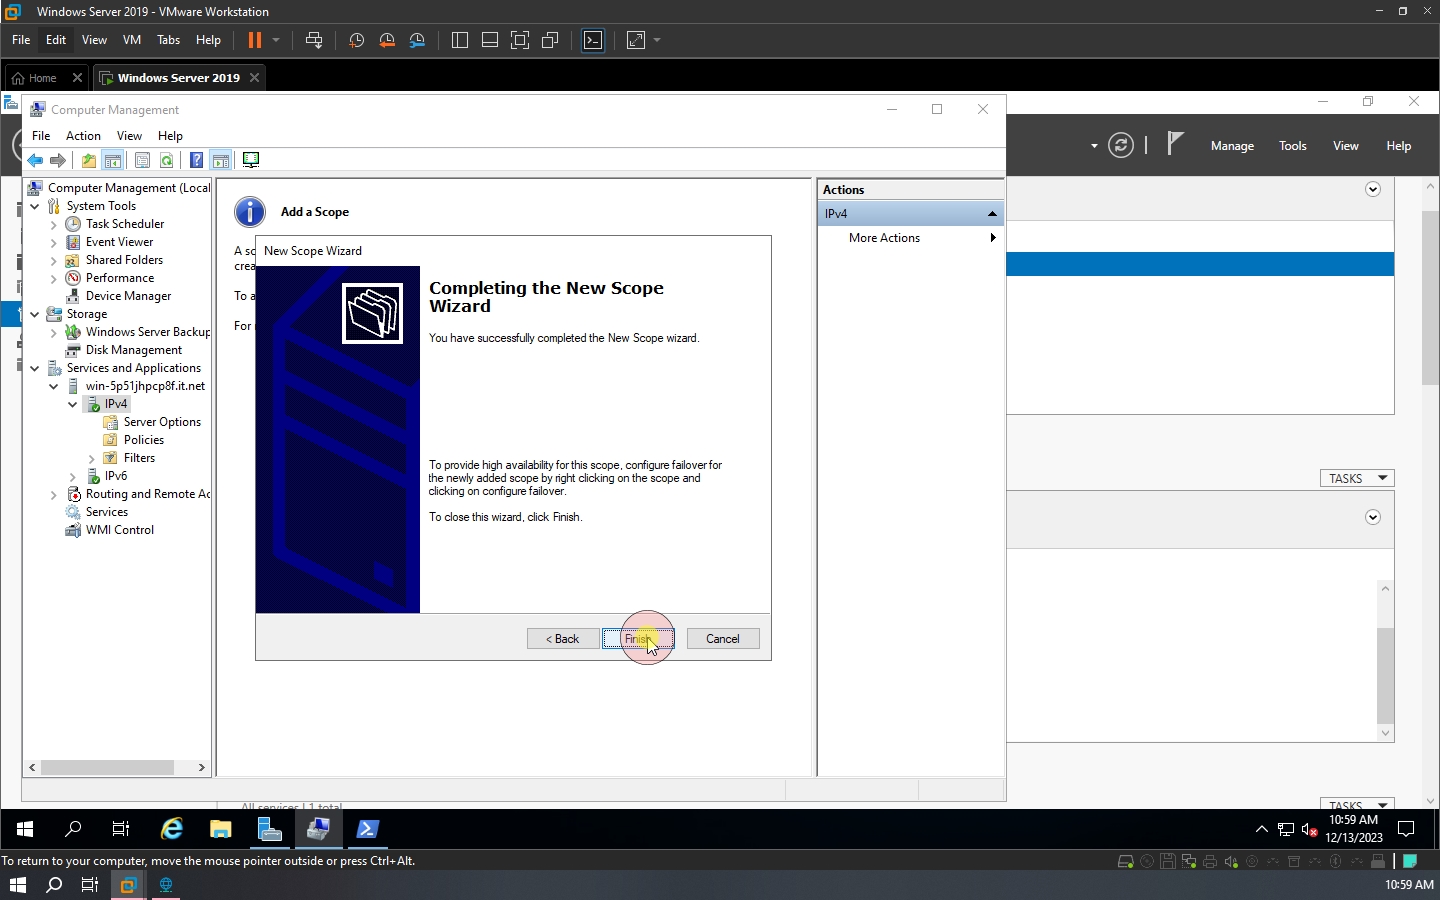 Windows Server 2019 - VMware Workstation
File Edit View VM Tabs Help
Home
Windows Server 2019
Computer Management
File Action View Help
Manage Tools View Help
Computer Management (Local
System Tools
Task Scheduler
Event Viewer
Shared Folders
Performance
Device Manager
Storage
Windows Server Backup
Disk Management
Services and Applications
win-5p51jhpcp8f.it.net
IPv4
Server Options
Policies
Filters
IPv6
Routing and Remote Ac
Services
WMI Control
Add a Scope
A sc
crea
To a
For
New Scope Wizard
Completing the New Scope
Wizard
You have successfully completed the New Scope wizard.
To provide high availability for this scope, configure failover for
the newly added scope by right clicking on the scope and
clicking on configure failover.
To close this wizard, click Finish.
< Back Finish Cancel
Actions
IPv4
More Actions
TASKS
TASKS
All services | 1 total
10:59 AM
12/13/2023
To return to your computer, move the mouse pointer outside or press Ctrl+Alt.
10:59 AM